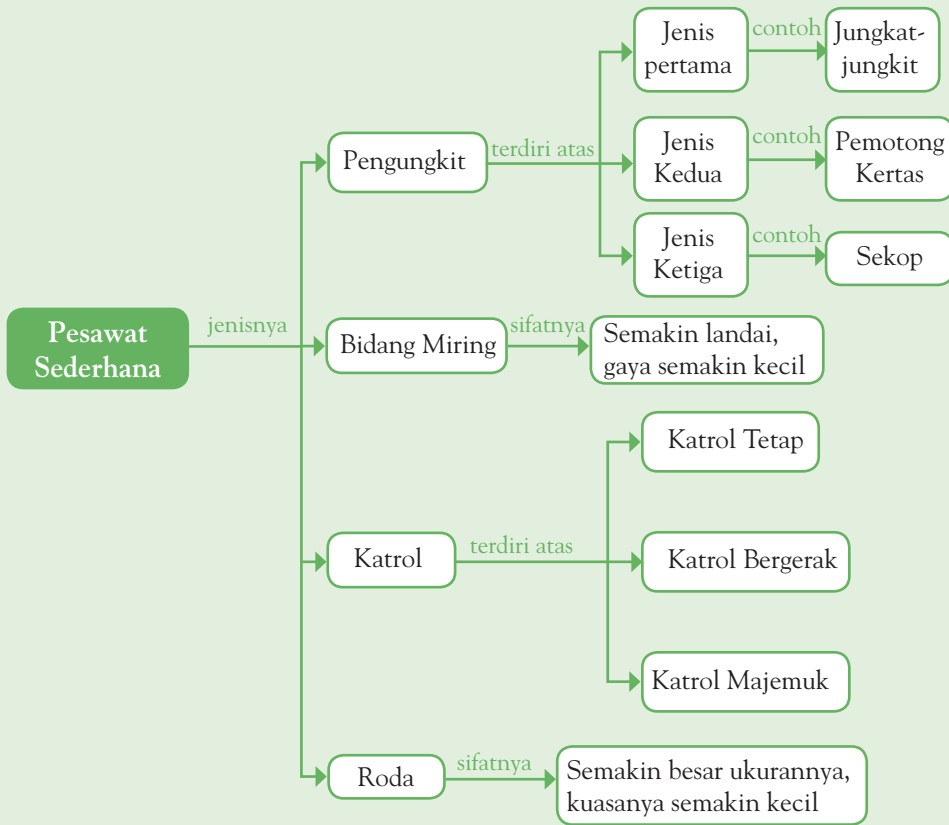 Pesawat
Sederhana
jenisnya
Pengungkit
terdiri atas
Jenis
pertama
contoh
Jungkat-
jungkit
Jenis
Kedua
contoh
Pemotong
Kertas
Jenis
Ketiga
contoh
Sekop
Bidang Miring
sifatnya
Semakin landai,
gaya semakin kecil
Katrol
terdiri atas
Katrol Tetap
Katrol Bergerak
Katrol Majemuk
Roda
sifatnya
Semakin besar ukurannya,
kuasanya semakin kecil